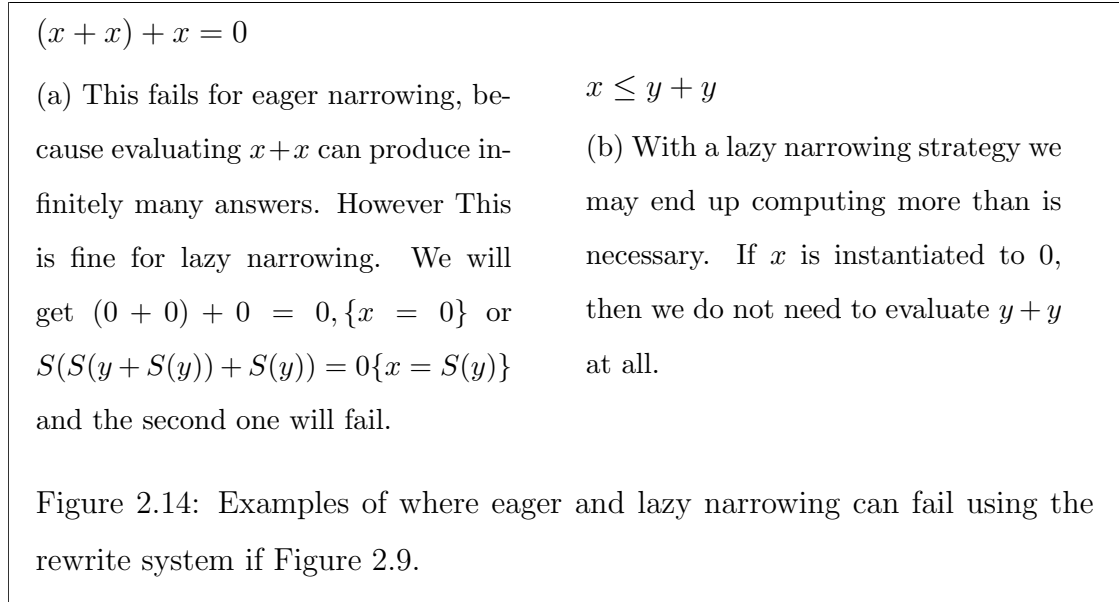 (x + x) + x = 0
(a) This fails for eager narrowing, be-
cause evaluating x+x can produce in-
finitely many answers. However This
is fine for lazy narrowing. We will
get (0 + 0) + 0 = 0, {x = 0} or
S(S(y + S(y)) + S(y)) = 0{x = S(y)}
and the second one will fail.
x ≤ y + y
(b) With a lazy narrowing strategy we
may end up computing more than is
necessary. If x is instantiated to 0,
then we do not need to evaluate y + y
at all.
Figure 2.14: Examples of where eager and lazy narrowing can fail using the
rewrite system if Figure 2.9.